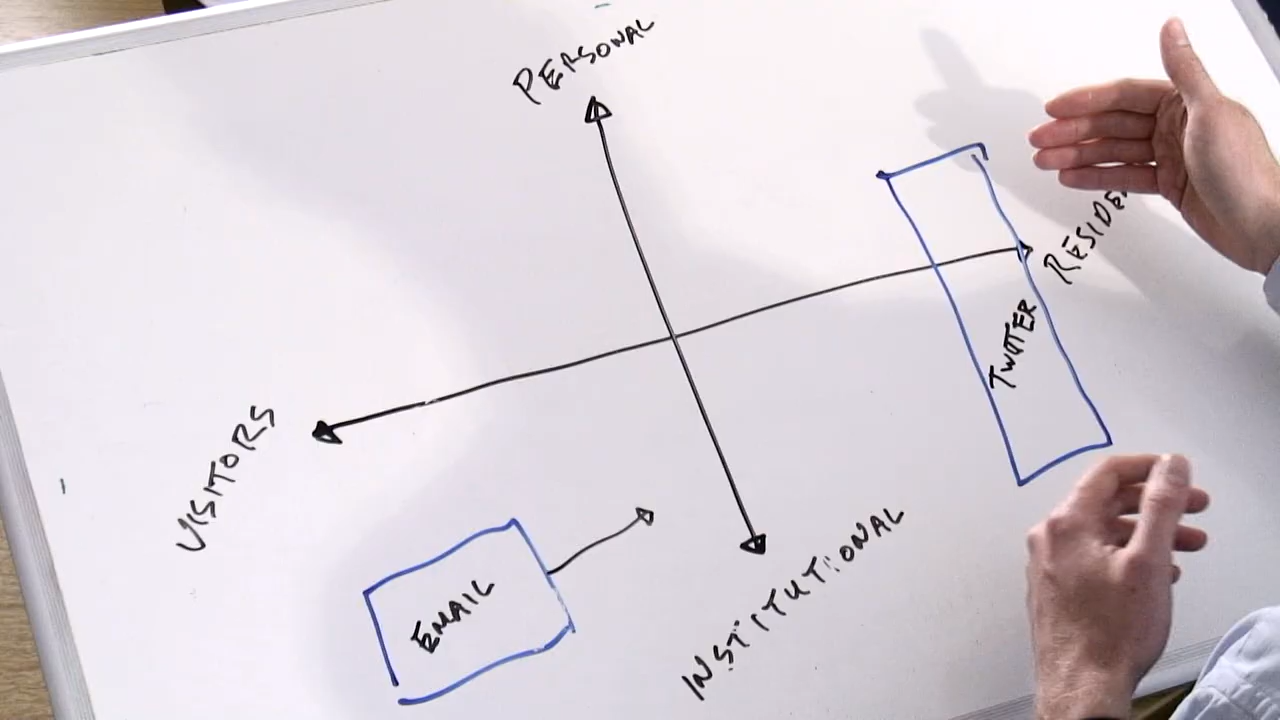 PERSONAL
RESIDE
TWITTER
VISITORS
EMAIL
INSTITUTIONAL